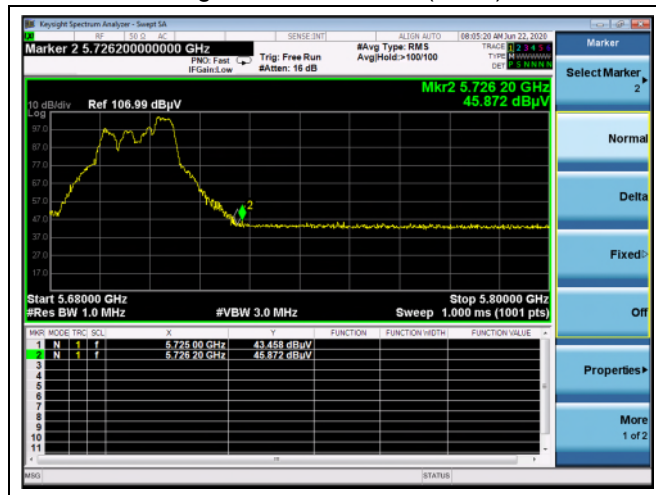 Keysight Spectrum Analyzer - Swept SA
RF 50 Ω AC SENSE:INT ALIGN AUTO 08:05:20 AM Jun 22, 2020
Marker 2 5.726200000000 GHz
PNO: Fast
IFGain:Low
Trig: Free Run
#Atten: 16 dB
#Avg Type: RMS
Avg|Hold:>100/100
TRACE 1 2 3 4 5 6
TYPE
DET P S N N N N
Mkr2 5.726 20 GHz
45.872 dBµV
10 dB/div Ref 106.99 dBµV
Log
97.0
87.0
77.0
67.0
57.0
47.0
37.0
27.0
17.0
2
Start 5.68000 GHz Stop 5.80000 GHz
#Res BW 1.0 MHz #VBW 3.0 MHz Sweep 1.000 ms (1001 pts)
MKR MODE TRC SCL X Y FUNCTION FUNCTION WIDTH FUNCTION VALUE
1 N 1 f 5.725 00 GHz 43.458 dBµV
2 N 1 f 5.726 20 GHz 45.872 dBµV
3
4
5
6
7
8
9
10
11
MSG STATUS
Marker
Select Marker
2
Normal
Delta
Fixed
Off
Properties
More
1 of 2